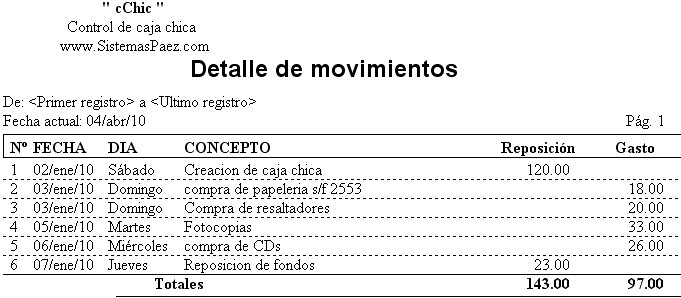 " cChic "
Control de caja chica
www.SistemasPaez.com
Detalle de movimientos
De: <Primer registro> a <Ultimo registro>
Fecha actual: 04/abr/10 Pág. 1
Nº FECHA DIA CONCEPTO Reposición Gasto
1 02/ene/10 Sábado Creacion de caja chica 120.00
2 03/ene/10 Domingo compra de papeleria s/f 2553 18.00
3 03/ene/10 Domingo Compra de resaltadores 20.00
4 05/ene/10 Martes Fotocopias 33.00
5 06/ene/10 Miércoles compra de CDs 26.00
6 07/ene/10 Jueves Reposicion de fondos 23.00
Totales 143.00 97.00